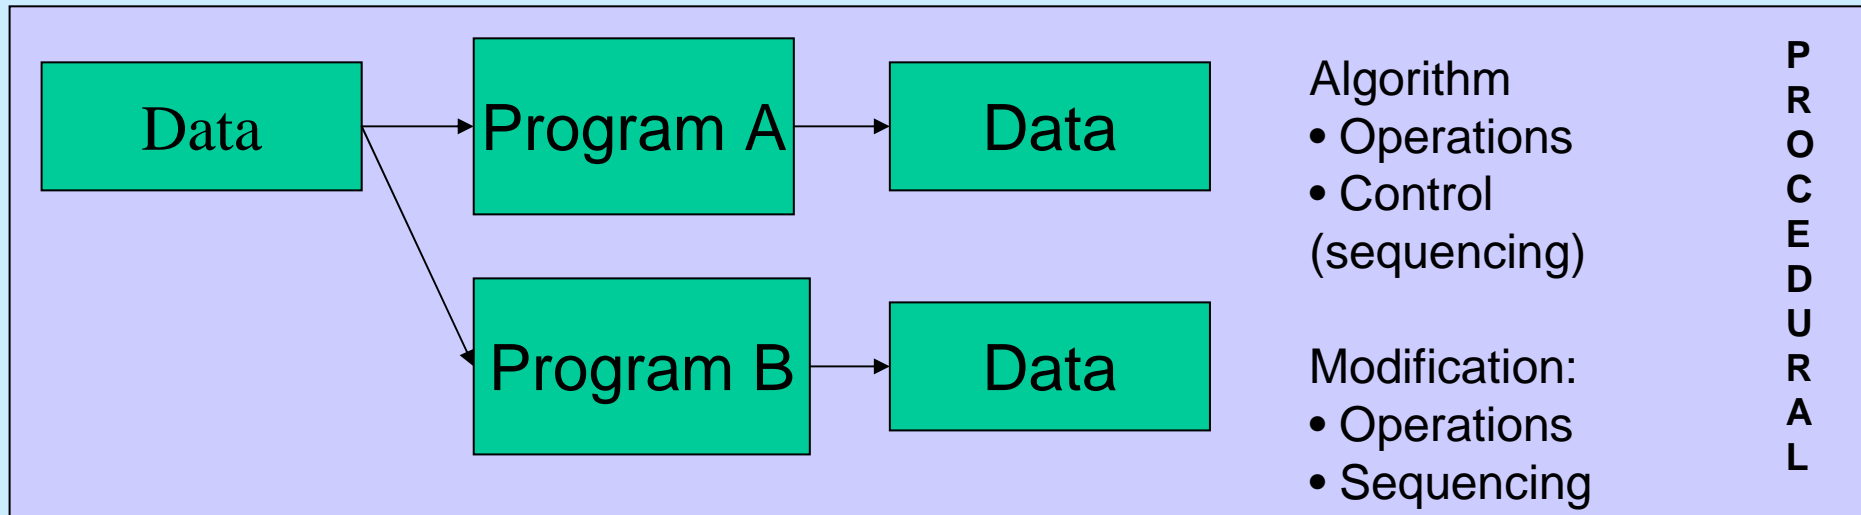 Data
Program A
Data
Program B
Data
Algorithm
• Operations
• Control
(sequencing)
Modification:
• Operations
• Sequencing
P
R
O
C
E
D
U
R
A
L